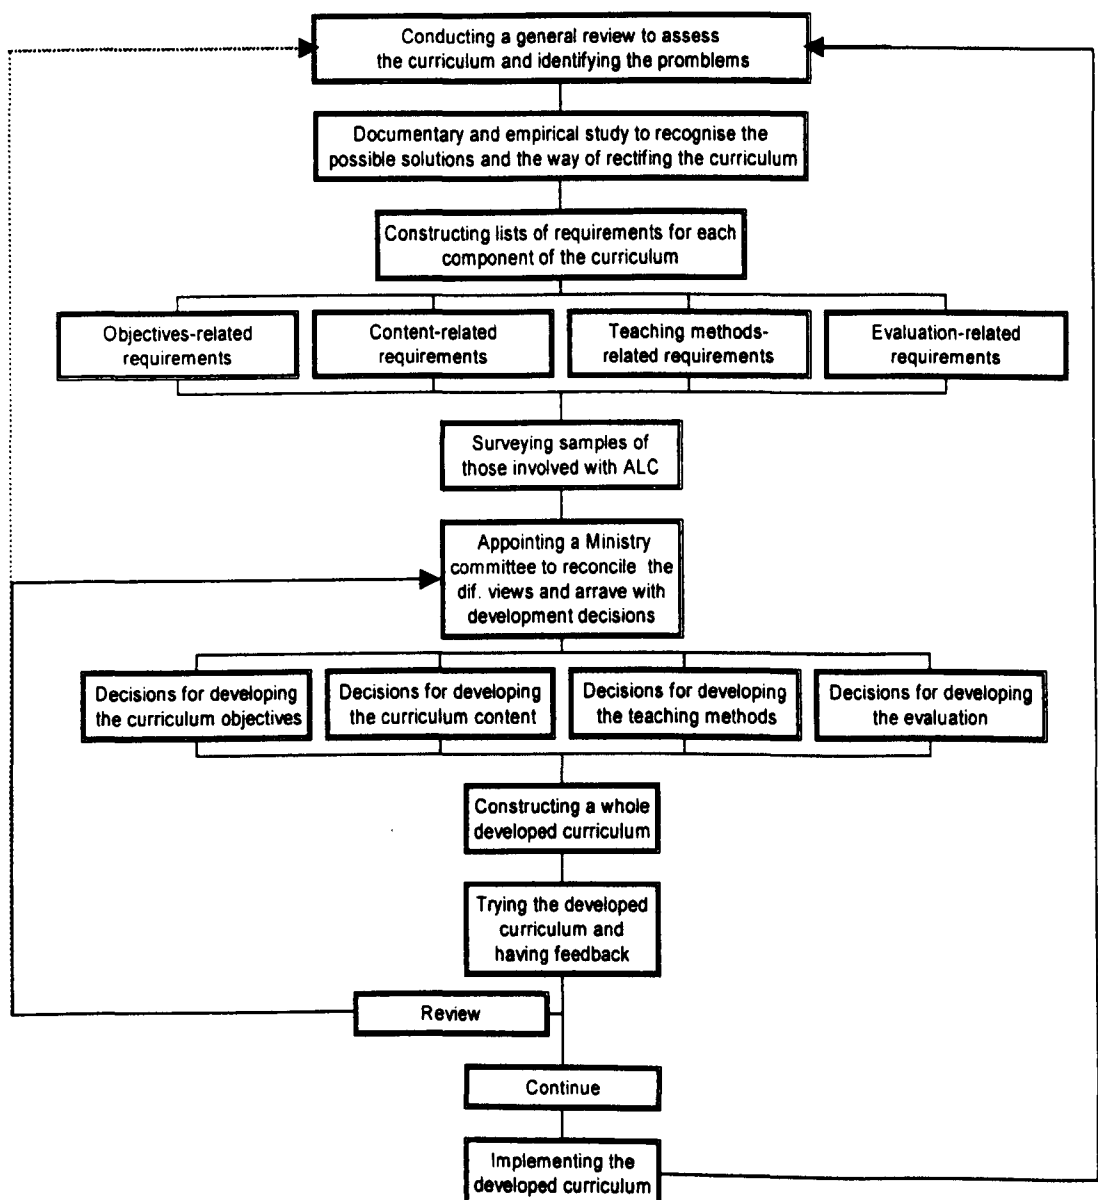 Conducting a general review to assess
the curriculum and identifying the promblems
Documentary and empirical study to recognise the
possible solutions and the way of rectifing the curriculum
Constructing lists of requirements for each
component of the curriculum
Objectives-related
requirements
Content-related
requirements
Teaching methods-
related requirements
Evaluation-related
requirements
Surveying samples of
those involved with ALC
Appointing a Ministry
committee to reconcile the
dif. views and arrave with
development decisions
Decisions for developing
the curriculum objectives
Decisions for developing
the curriculum content
Decisions for developing
the teaching methods
Decisions for developing
the evaluation
Constructing a whole
developed curriculum
Trying the developed
curriculum and
having feedback
Review
Continue
Implementing the
developed curriculum